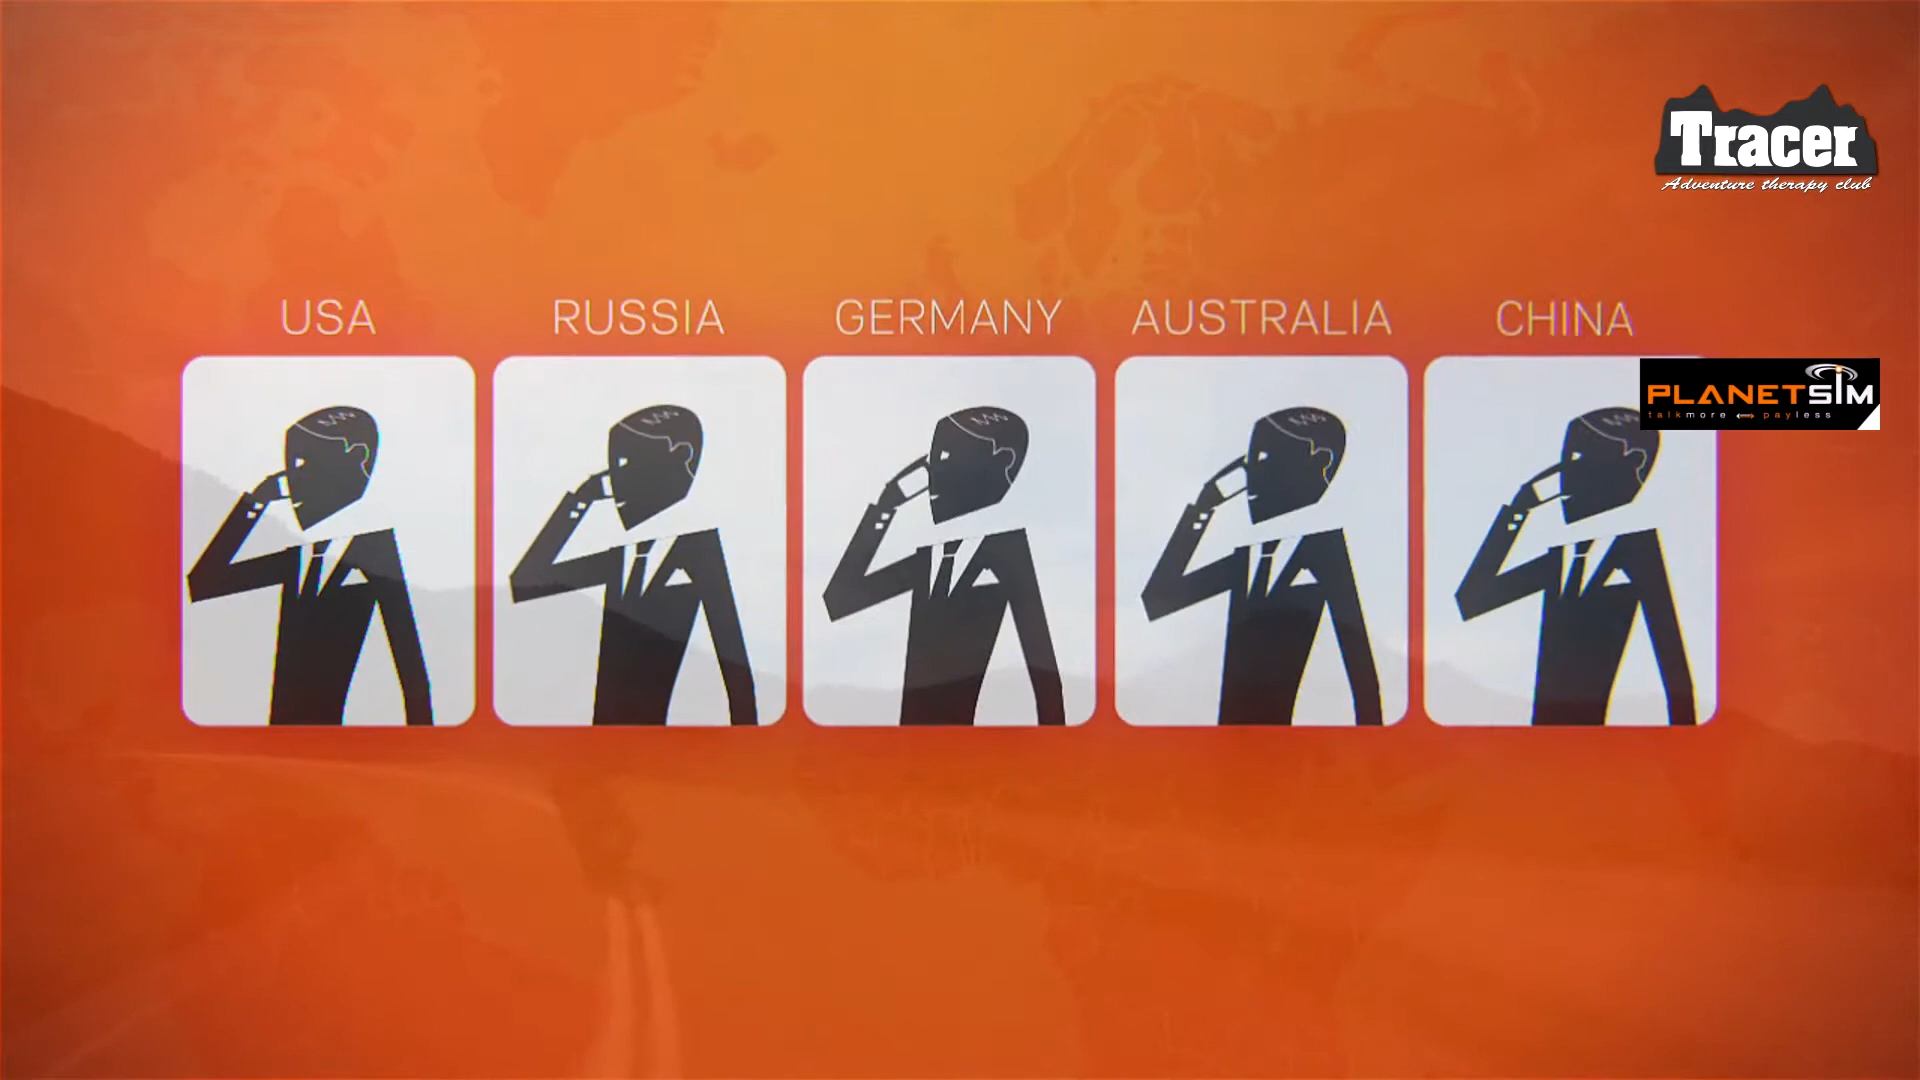 Tracer
Adventure therapy club
USA
RUSSIA
GERMANY
AUSTRALIA
CHINA
PLANETSIM
talkmore payless